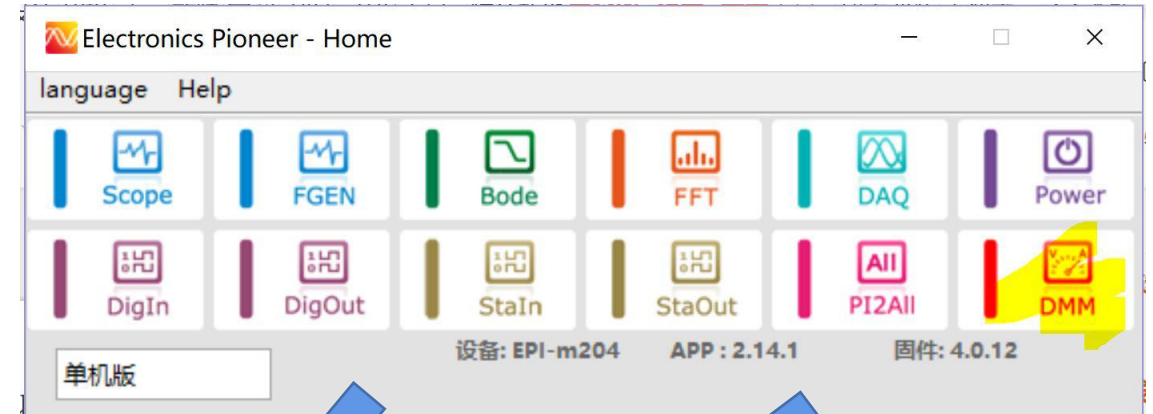 Electronics Pioneer - Home
language Help
Scope FGEN Bode FFT DAQ Power
DigIn DigOut StaIn StaOut All PI2All V A DMM
设备: EPI-m204 APP : 2.14.1 固件: 4.0.12
单机版